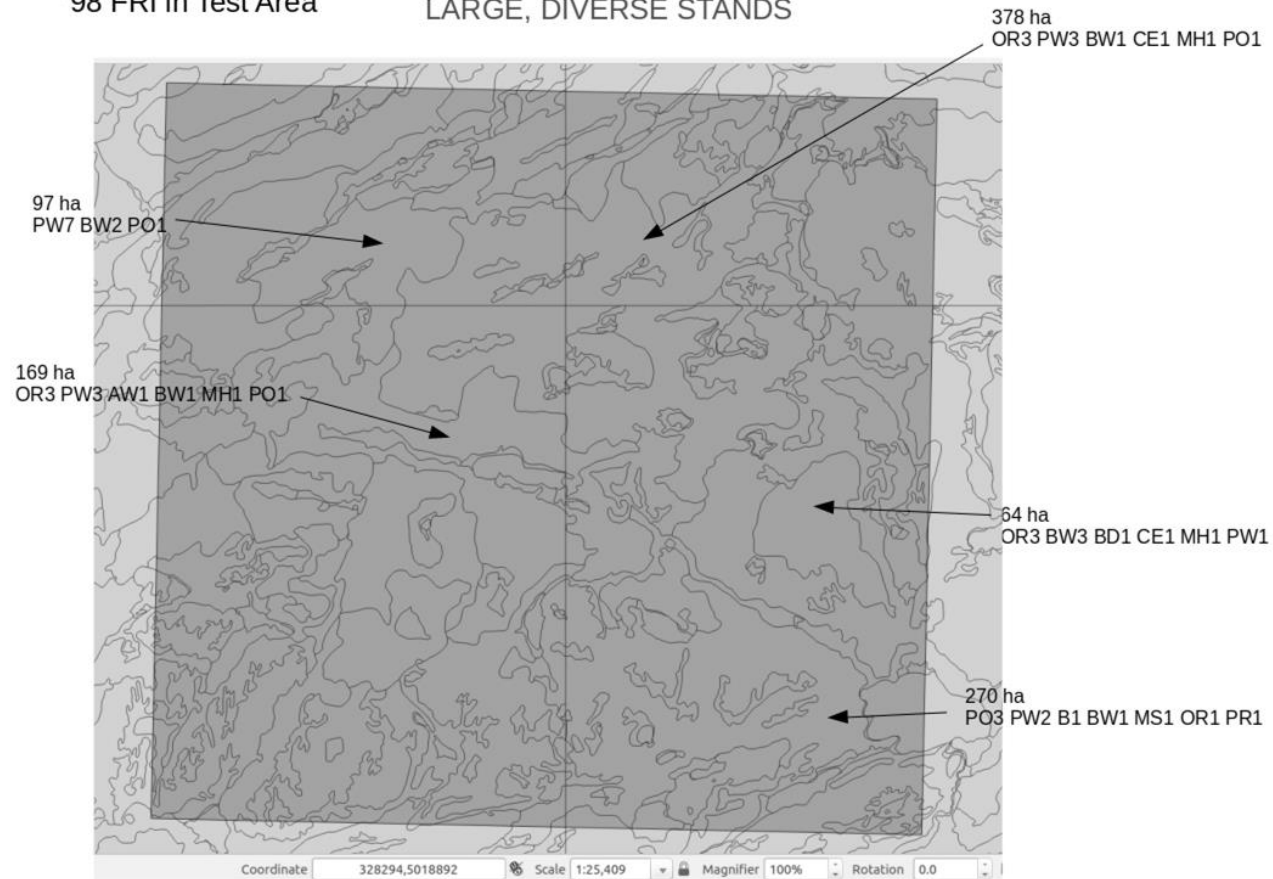 98 FRI in Test Area
LARGE, DIVERSE STANDS
378 ha
OR3 PW3 BW1 CE1 MH1 PO1
97 ha
PW7 BW2 PO1
169 ha
OR3 PW3 AW1 BW1 MH1 PO1
64 ha
OR3 BW3 BD1 CE1 MH1 PW1
270 ha
PO3 PW2 B1 BW1 MS1 OR1 PR1
Coordinate 328294,5018892 Scale 1:25,409 Magnifier 100% Rotation 0.0